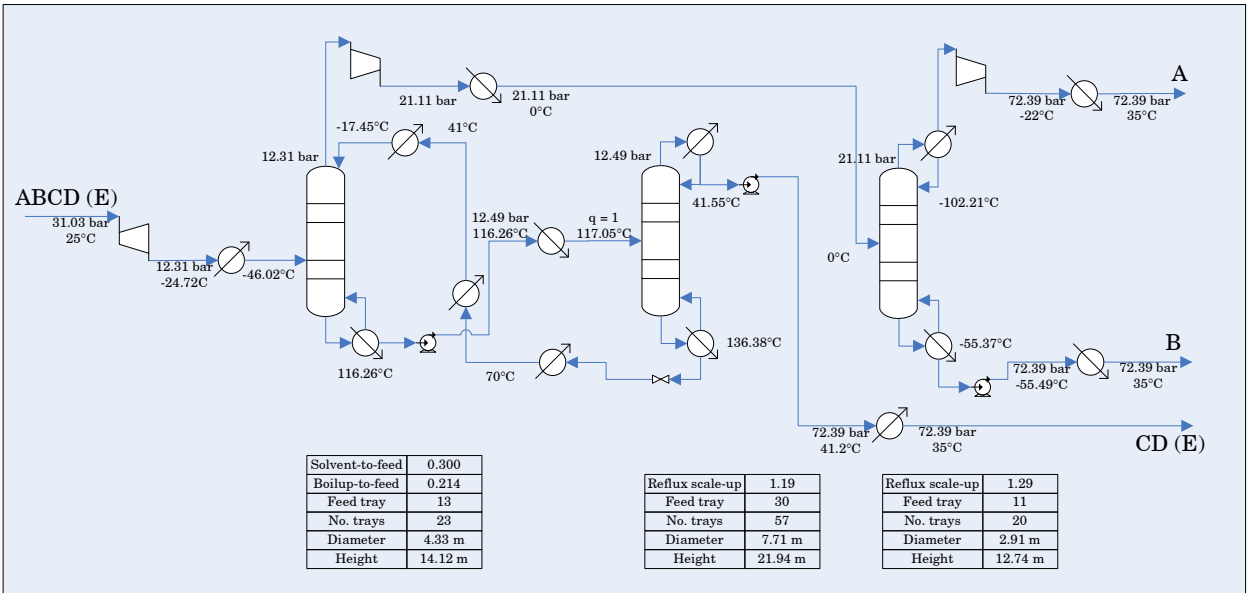 A
21.11 bar
21.11 bar
0°C
72.39 bar
-22°C
72.39 bar
35°C
-17.45°C
41°C
12.31 bar
12.49 bar
21.11 bar
ABCD (E)
31.03 bar
25°C
41.55°C
-102.21°C
12.49 bar
116.26°C
q = 1
117.05°C
0°C
12.31 bar
-24.72C
-46.02°C
116.26°C
70°C
136.38°C
-55.37°C
B
72.39 bar
-55.49°C
72.39 bar
35°C
72.39 bar
41.2°C
72.39 bar
35°C
CD (E)
Solvent-to-feed 0.300
Boilup-to-feed 0.214
Feed tray 13
No. trays 23
Diameter 4.33 m
Height 14.12 m
Reflux scale-up 1.19
Feed tray 30
No. trays 57
Diameter 7.71 m
Height 21.94 m
Reflux scale-up 1.29
Feed tray 11
No. trays 20
Diameter 2.91 m
Height 12.74 m